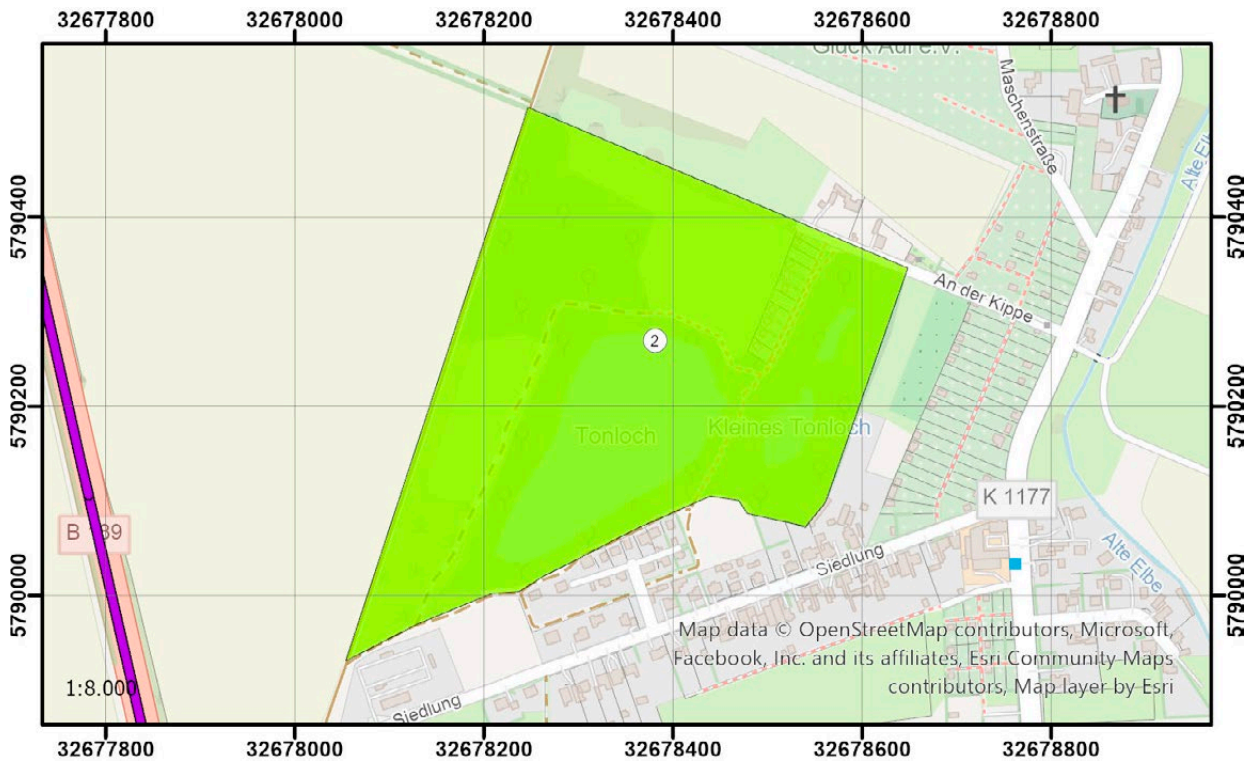 32677800 32678000 32678200 32678400 32678600 32678800
Glück Auf e.V.
Maschenstraße
5790400
5790400
An der Kippe
2
5790200
5790200
Tonloch
Kleines Tonloch
K 1177
B
Siedlung
Alte Elbe
5790000
5790000
Map data © OpenStreetMap contributors, Microsoft,
Facebook, Inc. and its affiliates, Esri Community Maps
contributors, Map layer by Esri
1:8.000
Siedlung
32677800 32678000 32678200 32678400 32678600 32678800